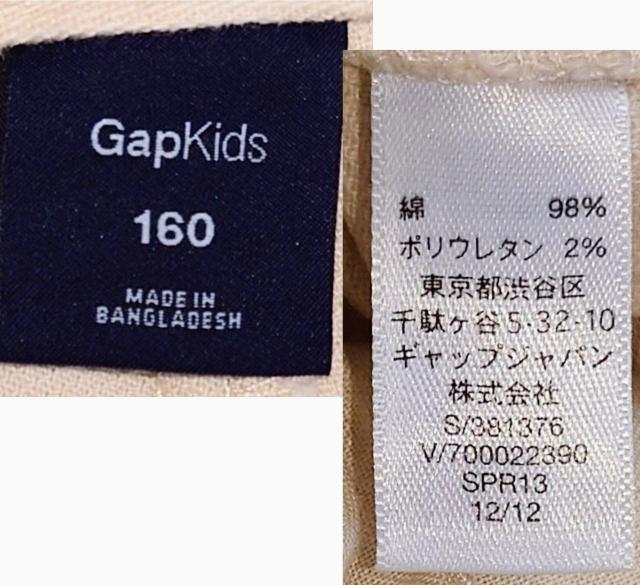 GapKids
160
MADE IN
BANGLADESH
綿 98%
ポリウレタン 2%
東京都渋谷区
千駄ヶ谷5-32-10
ギャップジャパン
株式会社
S/381376
V/700022390
SPR13
12/12